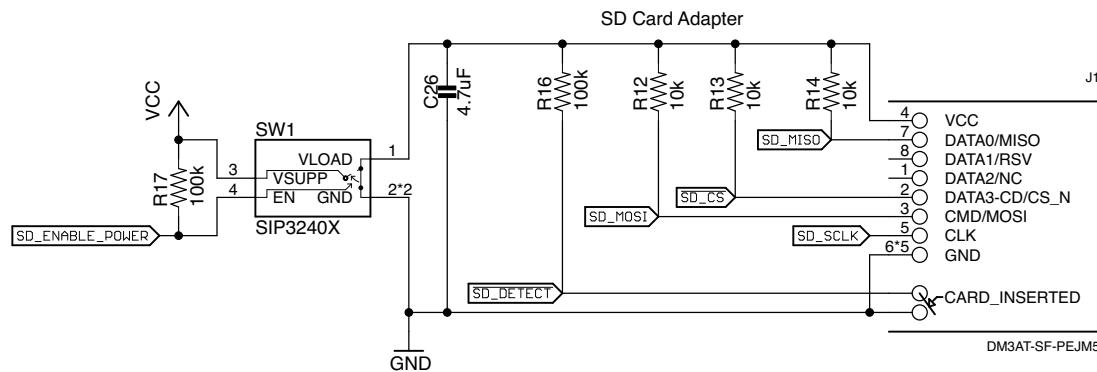 SD Card Adapter
J1
VCC
R17
100k
SD_ENABLE_POWER
SW1
3
4
VLOAD
VSUPP
GND
EN
1
2*2
SIP3240X
C26
4.7uF
R16
100k
R12
10k
R13
10k
R14
10k
SD_MISO
SD_CS
SD_MOSI
SD_SCLK
SD_DETECT
4 VCC
7 DATA0/MISO
8 DATA1/RSV
1 DATA2/NC
2 DATA3-CD/CS_N
3 CMD/MOSI
5 CLK
6*5 GND
CARD_INSERTED
GND
DM3AT-SF-PEJM5